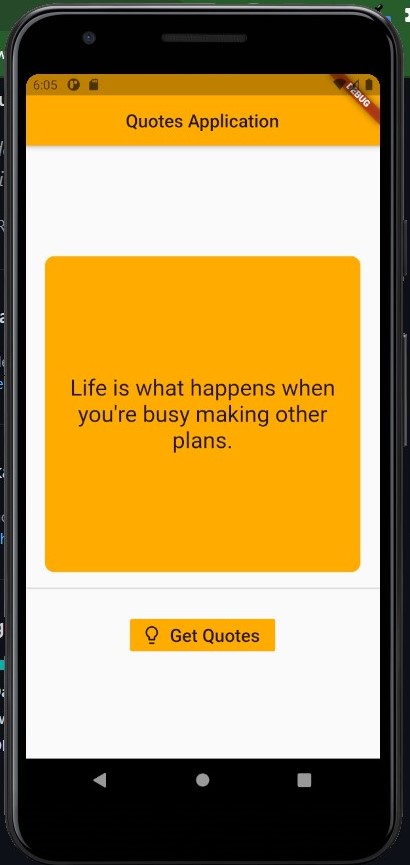 6:05
DEBUG
Quotes Application
Life is what happens when
you're busy making other
plans.
Get Quotes